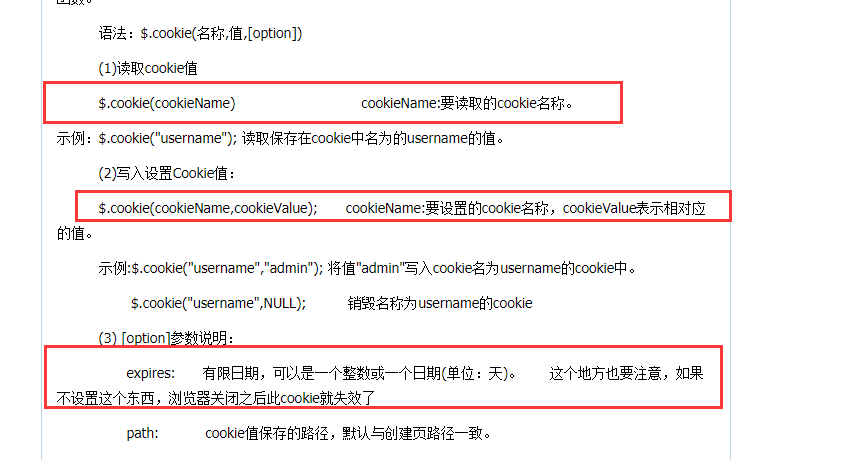 函数。
语法：$.cookie(名称,值,[option])
(1)读取cookie值
$.cookie(cookieName) cookieName:要读取的cookie名称。
示例：$.cookie("username"); 读取保存在cookie中名为的username的值。
(2)写入设置Cookie值：
$.cookie(cookieName,cookieValue); cookieName:要设置的cookie名称，cookieValue表示相对应
的值。
示例:$.cookie("username","admin"); 将值"admin"写入cookie名为username的cookie中。
$.cookie("username",NULL); 销毁名称为username的cookie
(3) [option]参数说明：
expires: 有限日期，可以是一个整数或一个日期(单位：天)。 这个地方也要注意，如果
不设置这个东西，浏览器关闭之后此cookie就失效了
path: cookie值保存的路径，默认与创建页路径一致。